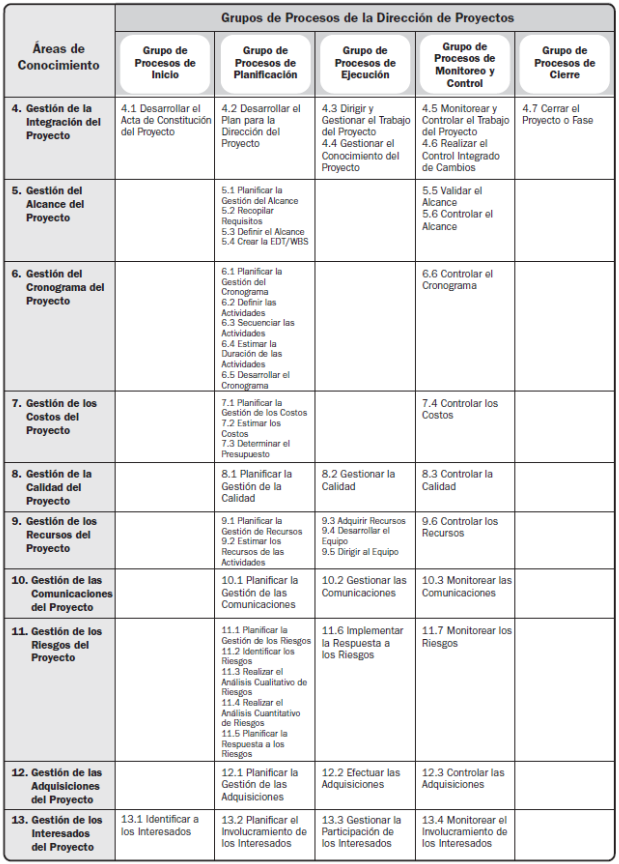 Grupos de Procesos de la Dirección de Proyectos
Áreas de
Conocimiento
Grupo de
Procesos de
Inicio
Grupo de
Procesos de
Planificación
Grupo de
Procesos de
Ejecución
Grupo de
Procesos de
Monitoreo y
Control
Grupo de
Procesos de
Cierre
4. Gestión de la
Integración del
Proyecto
4.1 Desarrollar el
Acta de Constitución
del Proyecto
4.2 Desarrollar el
Plan para la
Dirección del
Proyecto
4.3 Dirigir y
Gestionar el Trabajo
del Proyecto
4.4 Gestionar el
Conocimiento del
Proyecto
4.5 Monitorear y
Controlar el Trabajo
del Proyecto
4.6 Realizar el
Control Integrado
de Cambios
4.7 Cerrar el
Proyecto o Fase
5. Gestión del
Alcance del
Proyecto
5.1 Planificar la
Gestión del Alcance
5.2 Recopilar
Requisitos
5.3 Definir el Alcance
5.4 Crear la EDT/WBS
5.5 Validar el
Alcance
5.6 Controlar el
Alcance
6. Gestión del
Cronograma del
Proyecto
6.1 Planificar la
Gestión del
Cronograma
6.2 Definir las
Actividades
6.3 Secuenciar las
Actividades
6.4 Estimar la
Duración de las
Actividades
6.5 Desarrollar el
Cronograma
6.6 Controlar el
Cronograma
7. Gestión de los
Costos del
Proyecto
7.1 Planificar la
Gestión de los Costos
7.2 Estimar los
Costos
7.3 Determinar el
Presupuesto
7.4 Controlar los
Costos
8. Gestión de la
Calidad del
Proyecto
8.1 Planificar la
Gestión de la
Calidad
8.2 Gestionar la
Calidad
8.3 Controlar la
Calidad
9. Gestión de los
Recursos del
Proyecto
9.1 Planificar la
Gestión de Recursos
9.2 Estimar los
Recursos de las
Actividades
9.3 Adquirir Recursos
9.4 Desarrollar el
Equipo
9.5 Dirigir al Equipo
9.6 Controlar los
Recursos
10. Gestión de las
Comunicaciones
del Proyecto
10.1 Planificar la
Gestión de las
Comunicaciones
10.2 Gestionar las
Comunicaciones
10.3 Monitorear las
Comunicaciones
11. Gestión de los
Riesgos del
Proyecto
11.1 Planificar la
Gestión de los Riesgos
11.2 Identificar los
Riesgos
11.3 Realizar el
Análisis Cualitativo de
Riesgos
11.4 Realizar el
Análisis Cuantitativo
de Riesgos
11.5 Planificar la
Respuesta a los
Riesgos
11.6 Implementar
la Respuesta a
los Riesgos
11.7 Monitorear los
Riesgos
12. Gestión de las
Adquisiciones
del Proyecto
12.1 Planificar la
Gestión de las
Adquisiciones
12.2 Efectuar las
Adquisiciones
12.3 Controlar las
Adquisiciones
13. Gestión de los
Interesados
del Proyecto
13.1 Identificar a
los Interesados
13.2 Planificar el
Involucramiento de
los Interesados
13.3 Gestionar la
Participación de
los Interesados
13.4 Monitorear el
Involucramiento de
los Interesados